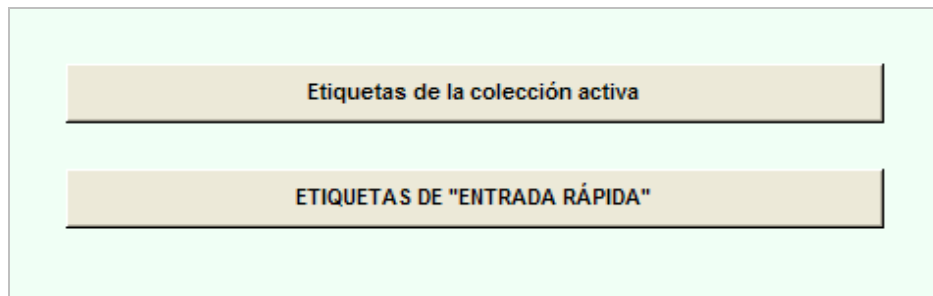 Etiquetas de la colección activa
ETIQUETAS DE "ENTRADA RÁPIDA"